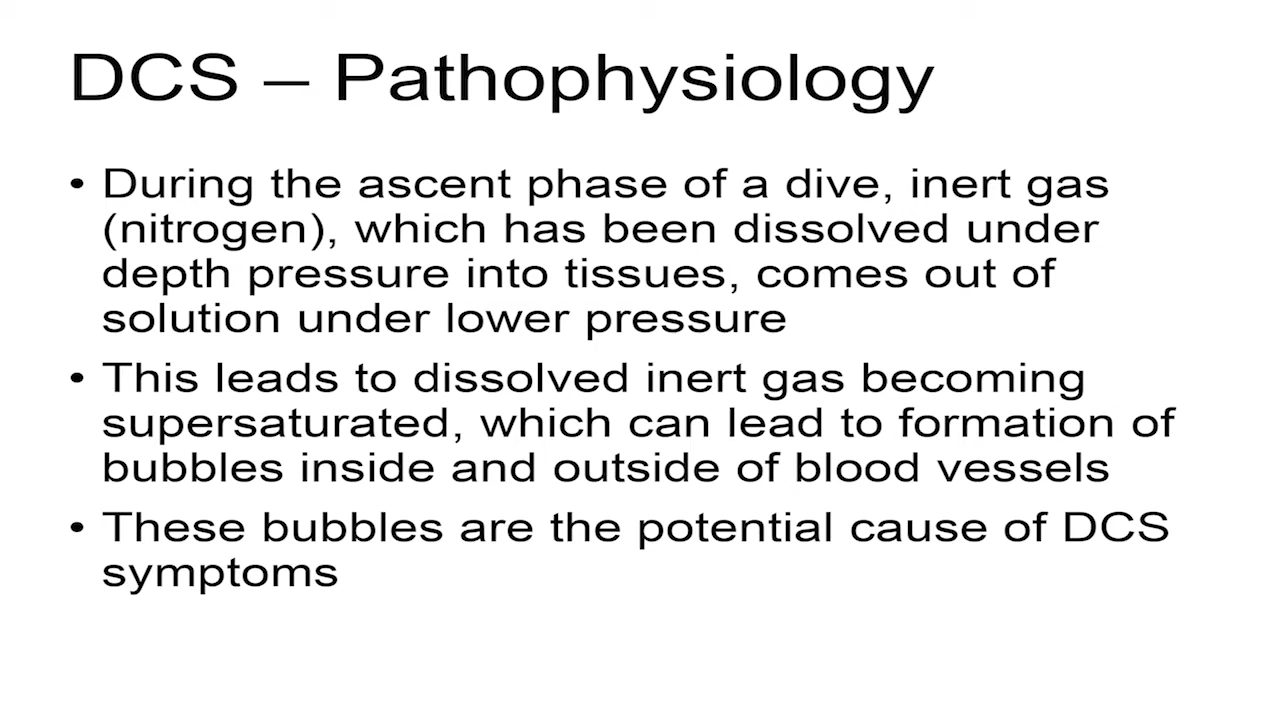 DCS – Pathophysiology
• During the ascent phase of a dive, inert gas
(nitrogen), which has been dissolved under
depth pressure into tissues, comes out of
solution under lower pressure
• This leads to dissolved inert gas becoming
supersaturated, which can lead to formation of
bubbles inside and outside of blood vessels
• These bubbles are the potential cause of DCS
symptoms